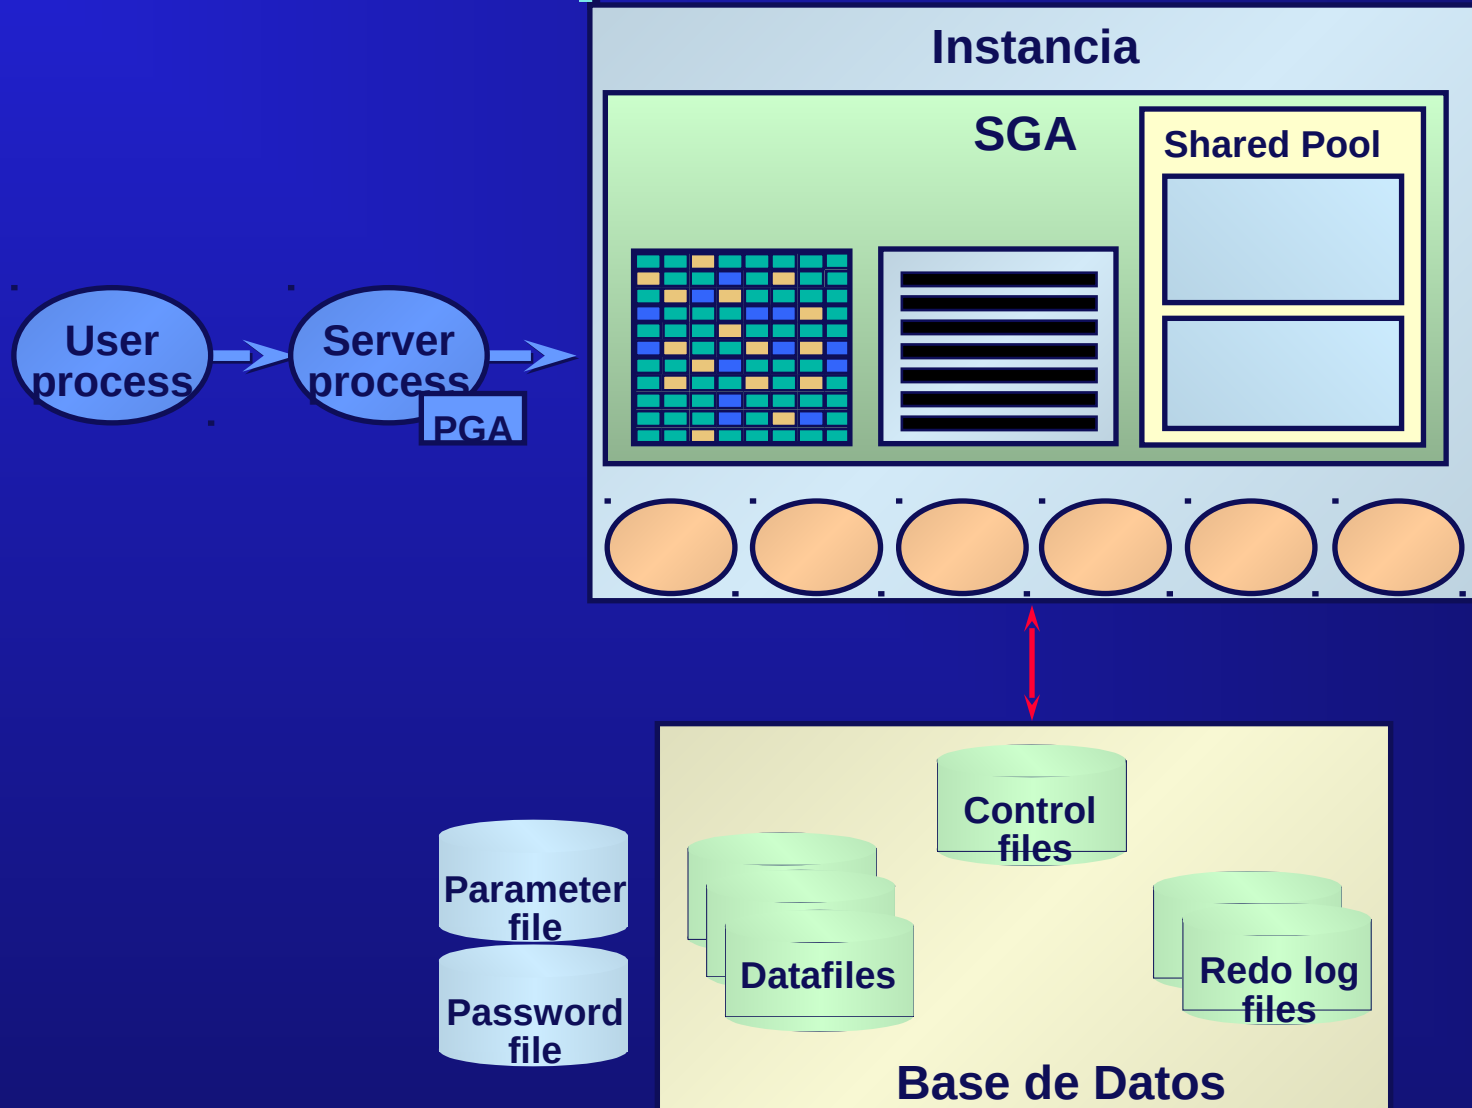 Instancia
SGA
Shared Pool
User
process
Server
process
PGA
Control
files
Parameter
file
Datafiles
Redo log
files
Password
file
Base de Datos